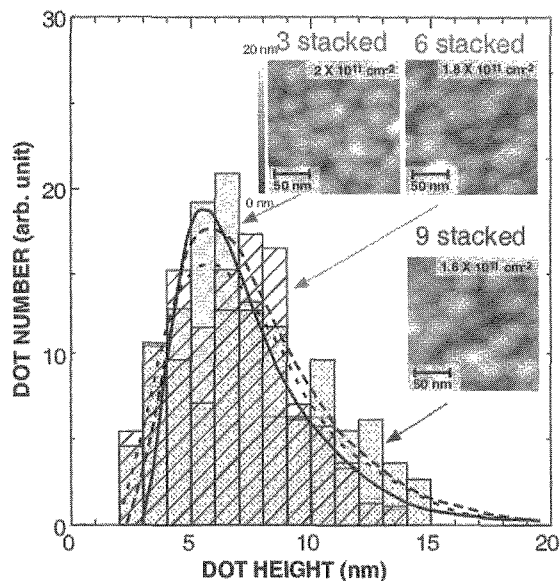 3 stacked 6 stacked
20 nm
2 X 10¹¹ cm⁻² 1.8 X 10¹¹ cm⁻²
50 nm 50 nm
0 nm
9 stacked
1.6 X 10¹¹ cm⁻²
50 nm
DOT NUMBER (arb. unit)
30
20
10
0
0 5 10 15 20
DOT HEIGHT (nm)